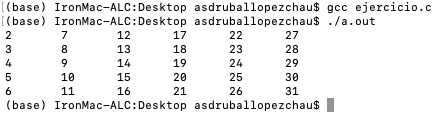 (base) IronMac-ALC:Desktop asdruballopezchau$ gcc ejercicio.c
(base) IronMac-ALC:Desktop asdruballopezchau$ ./a.out
2 7 12 17 22 27
3 8 13 18 23 28
4 9 14 19 24 29
5 10 15 20 25 30
6 11 16 21 26 31
(base) IronMac-ALC:Desktop asdruballopezchau$